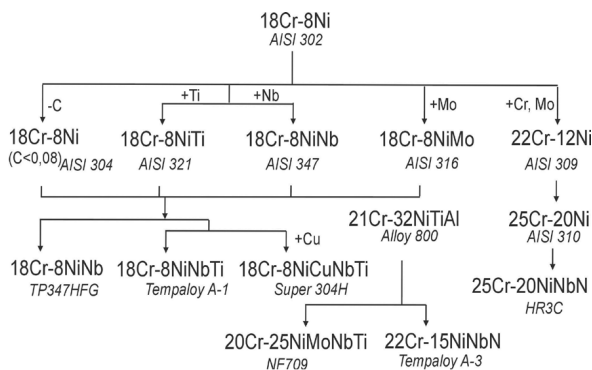 18Cr-8Ni
AISI 302
-C
+Ti
+Nb
+Mo
+Cr, Mo
18Cr-8Ni
(C<0,08) AISI 304
18Cr-8NiTi
AISI 321
18Cr-8NiNb
AISI 347
18Cr-8NiMo
AISI 316
22Cr-12Ni
AISI 309
21Cr-32NiTiAl
Alloy 800
25Cr-20Ni
AISI 310
+Cu
18Cr-8NiNb
TP347HFG
18Cr-8NiNbTi
Tempaloy A-1
18Cr-8NiCuNbTi
Super 304H
25Cr-20NiNbN
HR3C
20Cr-25NiMoNbTi
NF709
22Cr-15NiNbN
Tempaloy A-3